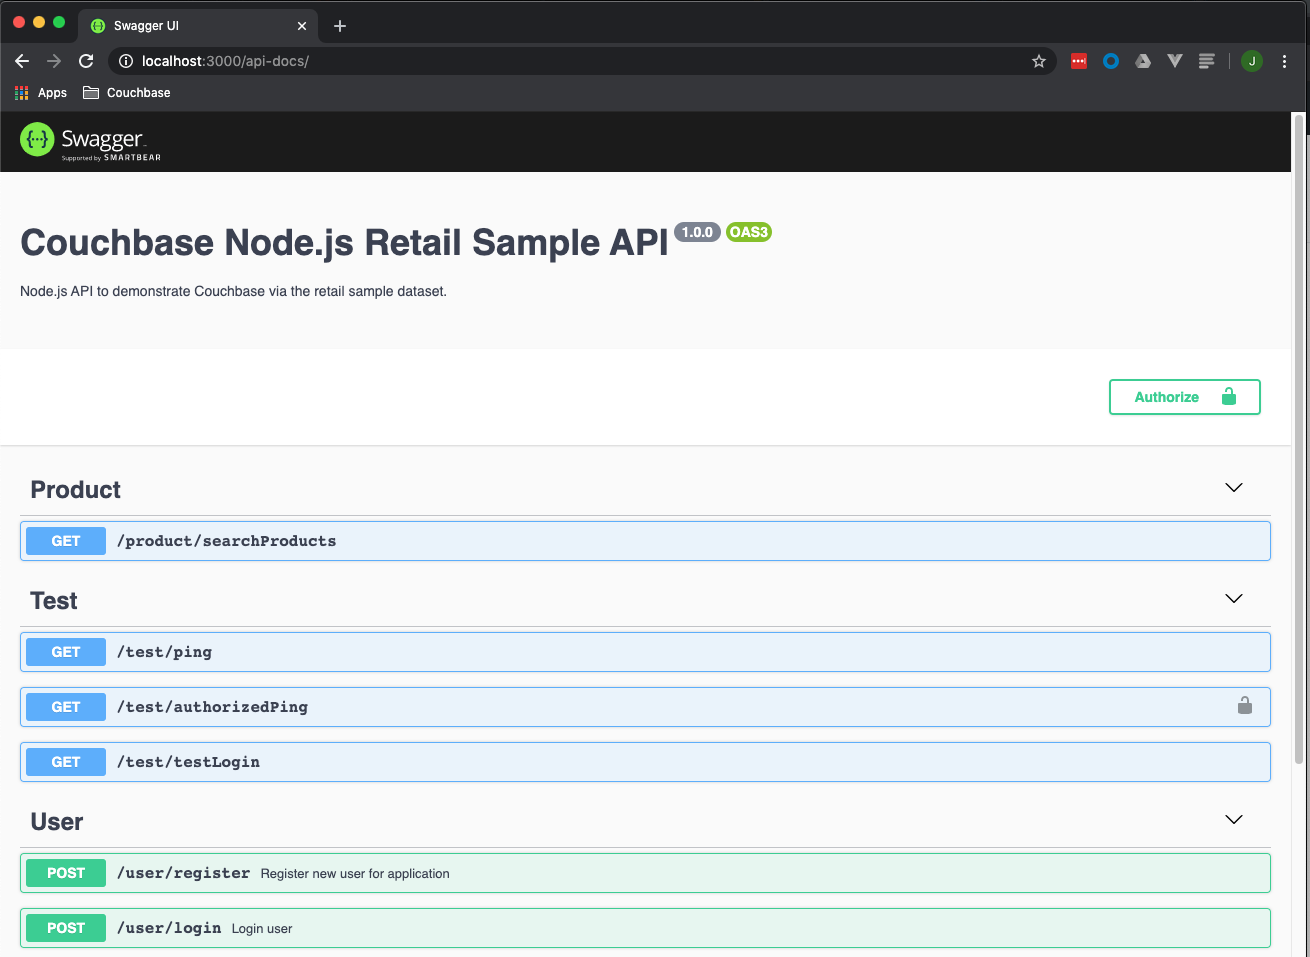 Swagger UI
localhost:3000/api-docs/
J
Apps
Couchbase
{···} Swagger
Supported by SMARTBEAR
Couchbase Node.js Retail Sample API 1.0.0 OAS3
Node.js API to demonstrate Couchbase via the retail sample dataset.
Authorize
Product
GET /product/searchProducts
Test
GET /test/ping
GET /test/authorizedPing
GET /test/testLogin
User
POST /user/register Register new user for application
POST /user/login Login user